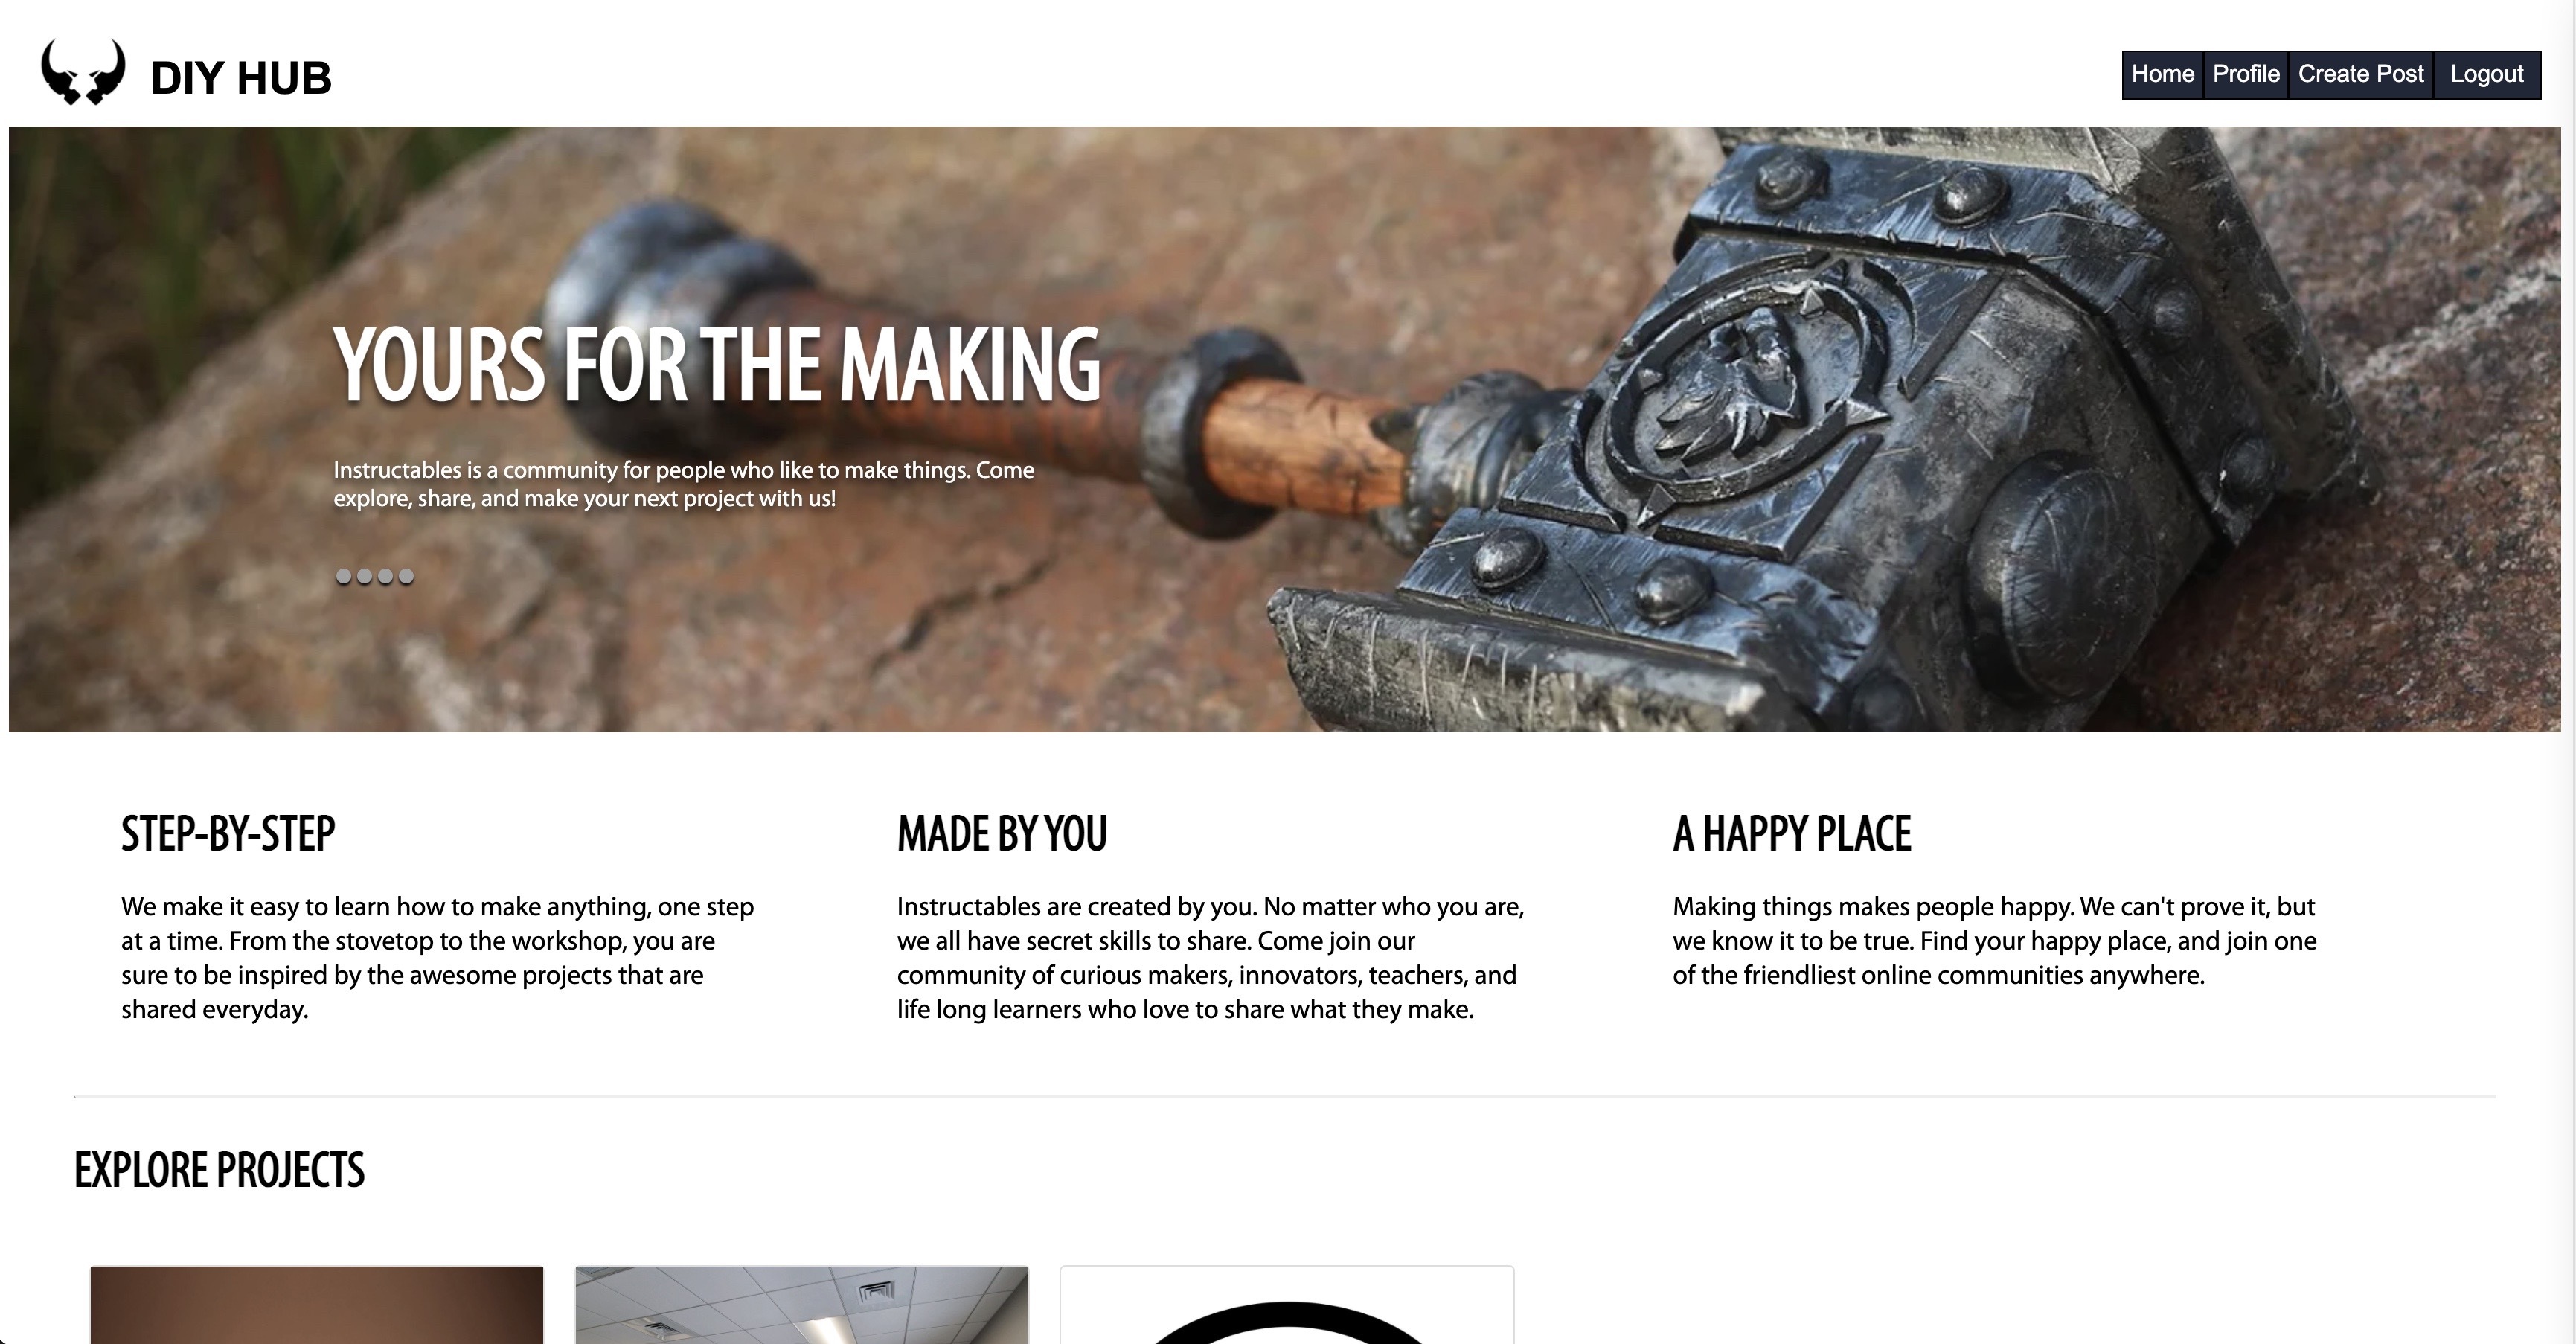 DIY HUB
Home Profile Create Post Logout
YOURS FOR THE MAKING
Instructables is a community for people who like to make things. Come
explore, share, and make your next project with us!
STEP-BY-STEP
We make it easy to learn how to make anything, one step
at a time. From the stovetop to the workshop, you are
sure to be inspired by the awesome projects that are
shared everyday.
MADE BY YOU
Instructables are created by you. No matter who you are,
we all have secret skills to share. Come join our
community of curious makers, innovators, teachers, and
life long learners who love to share what they make.
A HAPPY PLACE
Making things makes people happy. We can't prove it, but
we know it to be true. Find your happy place, and join one
of the friendliest online communities anywhere.
EXPLORE PROJECTS